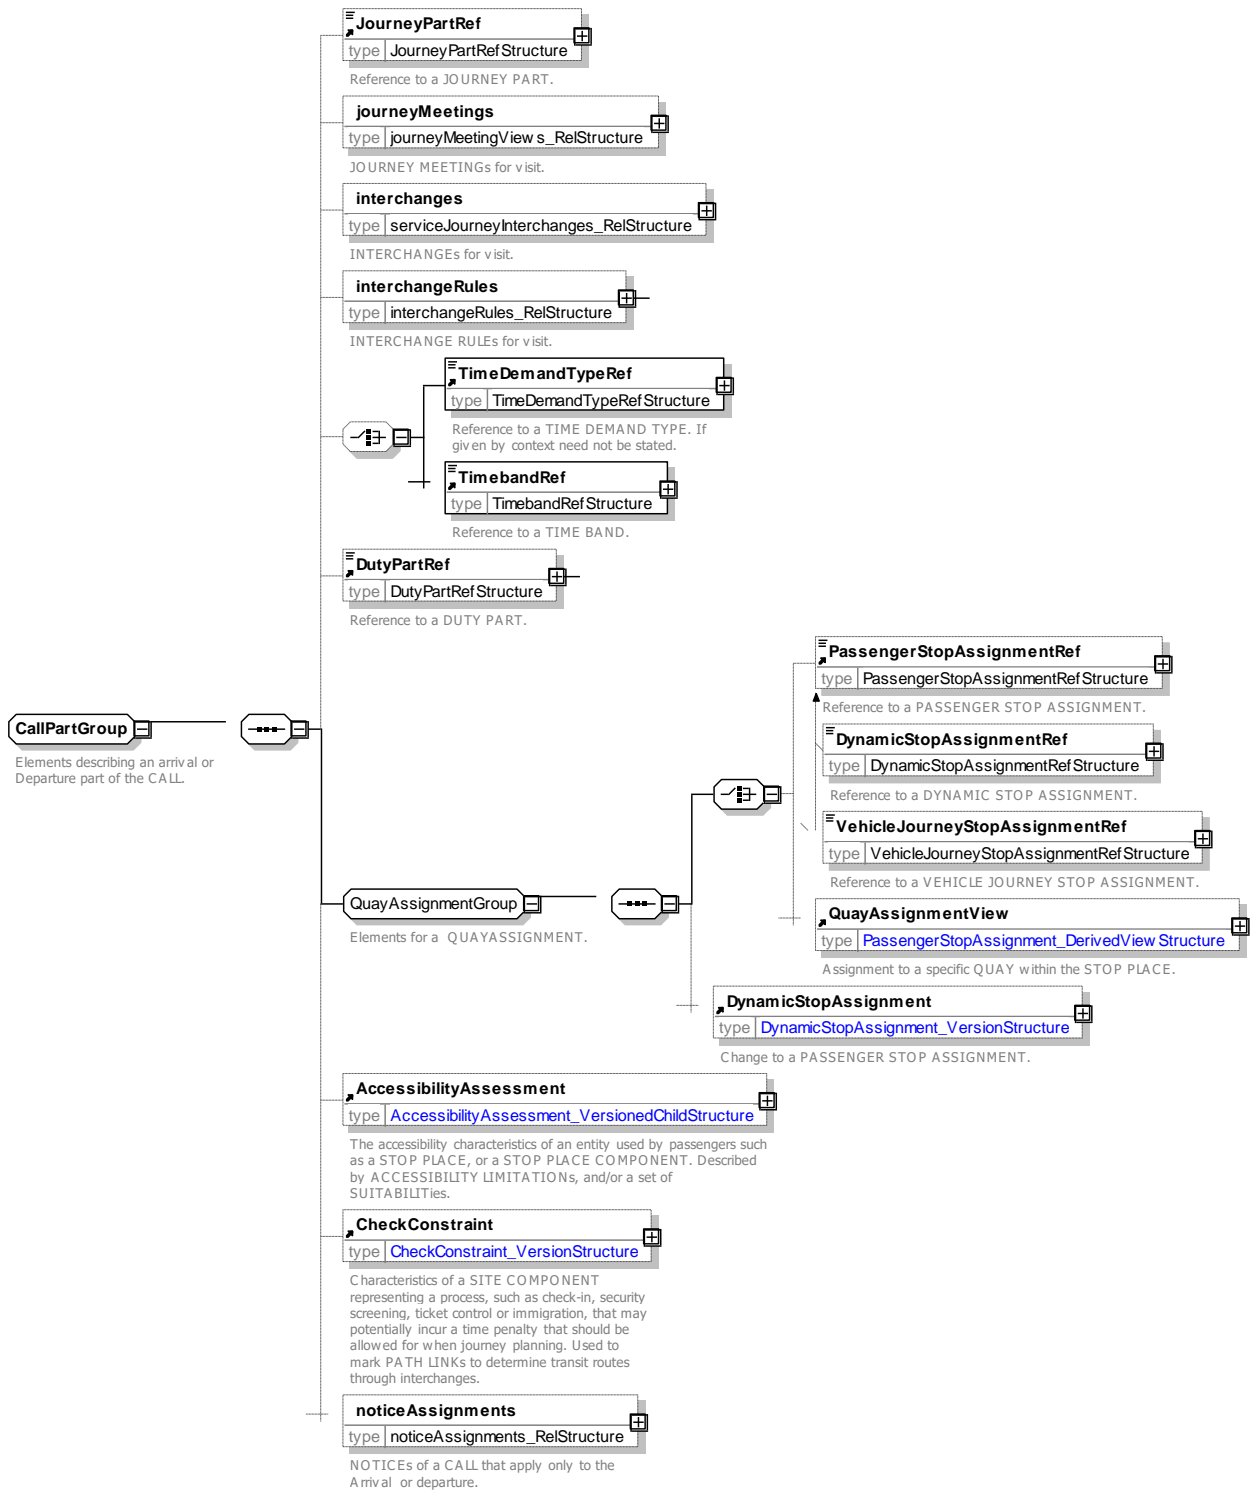 JourneyPartRef
type JourneyPartRefStructure
Reference to a JOURNEY PART.
journeyMeetings
type journeyMeetingViews_RelStructure
JOURNEY MEETINGs for visit.
interchanges
type serviceJourneyInterchanges_RelStructure
INTERCHANGEs for visit.
interchangeRules
type interchangeRules_RelStructure
INTERCHANGE RULEs for visit.
TimeDemandTypeRef
type TimeDemandTypeRefStructure
Reference to a TIME DEMAND TYPE. If
given by context need not be stated.
TimebandRef
type TimebandRefStructure
Reference to a TIME BAND.
DutyPartRef
type DutyPartRefStructure
Reference to a DUTY PART.
CallPartGroup
Elements describing an arrival or
Departure part of the CALL.
PassengerStopAssignmentRef
type PassengerStopAssignmentRefStructure
Reference to a PASSENGER STOP ASSIGNMENT.
DynamicStopAssignmentRef
type DynamicStopAssignmentRefStructure
Reference to a DYNAMIC STOP ASSIGNMENT.
VehicleJourneyStopAssignmentRef
type VehicleJourneyStopAssignmentRefStructure
Reference to a VEHICLE JOURNEY STOP ASSIGNMENT.
QuayAssignmentGroup
Elements for a QUAYASSIGNMENT.
QuayAssignmentView
type PassengerStopAssignment_DerivedViewStructure
Assignment to a specific QUAY within the STOP PLACE.
DynamicStopAssignment
type DynamicStopAssignment_VersionStructure
Change to a PASSENGER STOP ASSIGNMENT.
AccessibilityAssessment
type AccessibilityAssessment_VersionedChildStructure
The accessibility characteristics of an entity used by passengers such
as a STOP PLACE, or a STOP PLACE COMPONENT. Described
by ACCESSIBILITY LIMITATIONs, and/or a set of
SUITABILITies.
CheckConstraint
type CheckConstraint_VersionStructure
Characteristics of a SITE COMPONENT
representing a process, such as check-in, security
screening, ticket control or immigration, that may
potentially incur a time penalty that should be
allowed for when journey planning. Used to
mark PATH LINKs to determine transit routes
through interchanges.
noticeAssignments
type noticeAssignments_RelStructure
NOTICEs of a CALL that apply only to the
Arrival or departure.